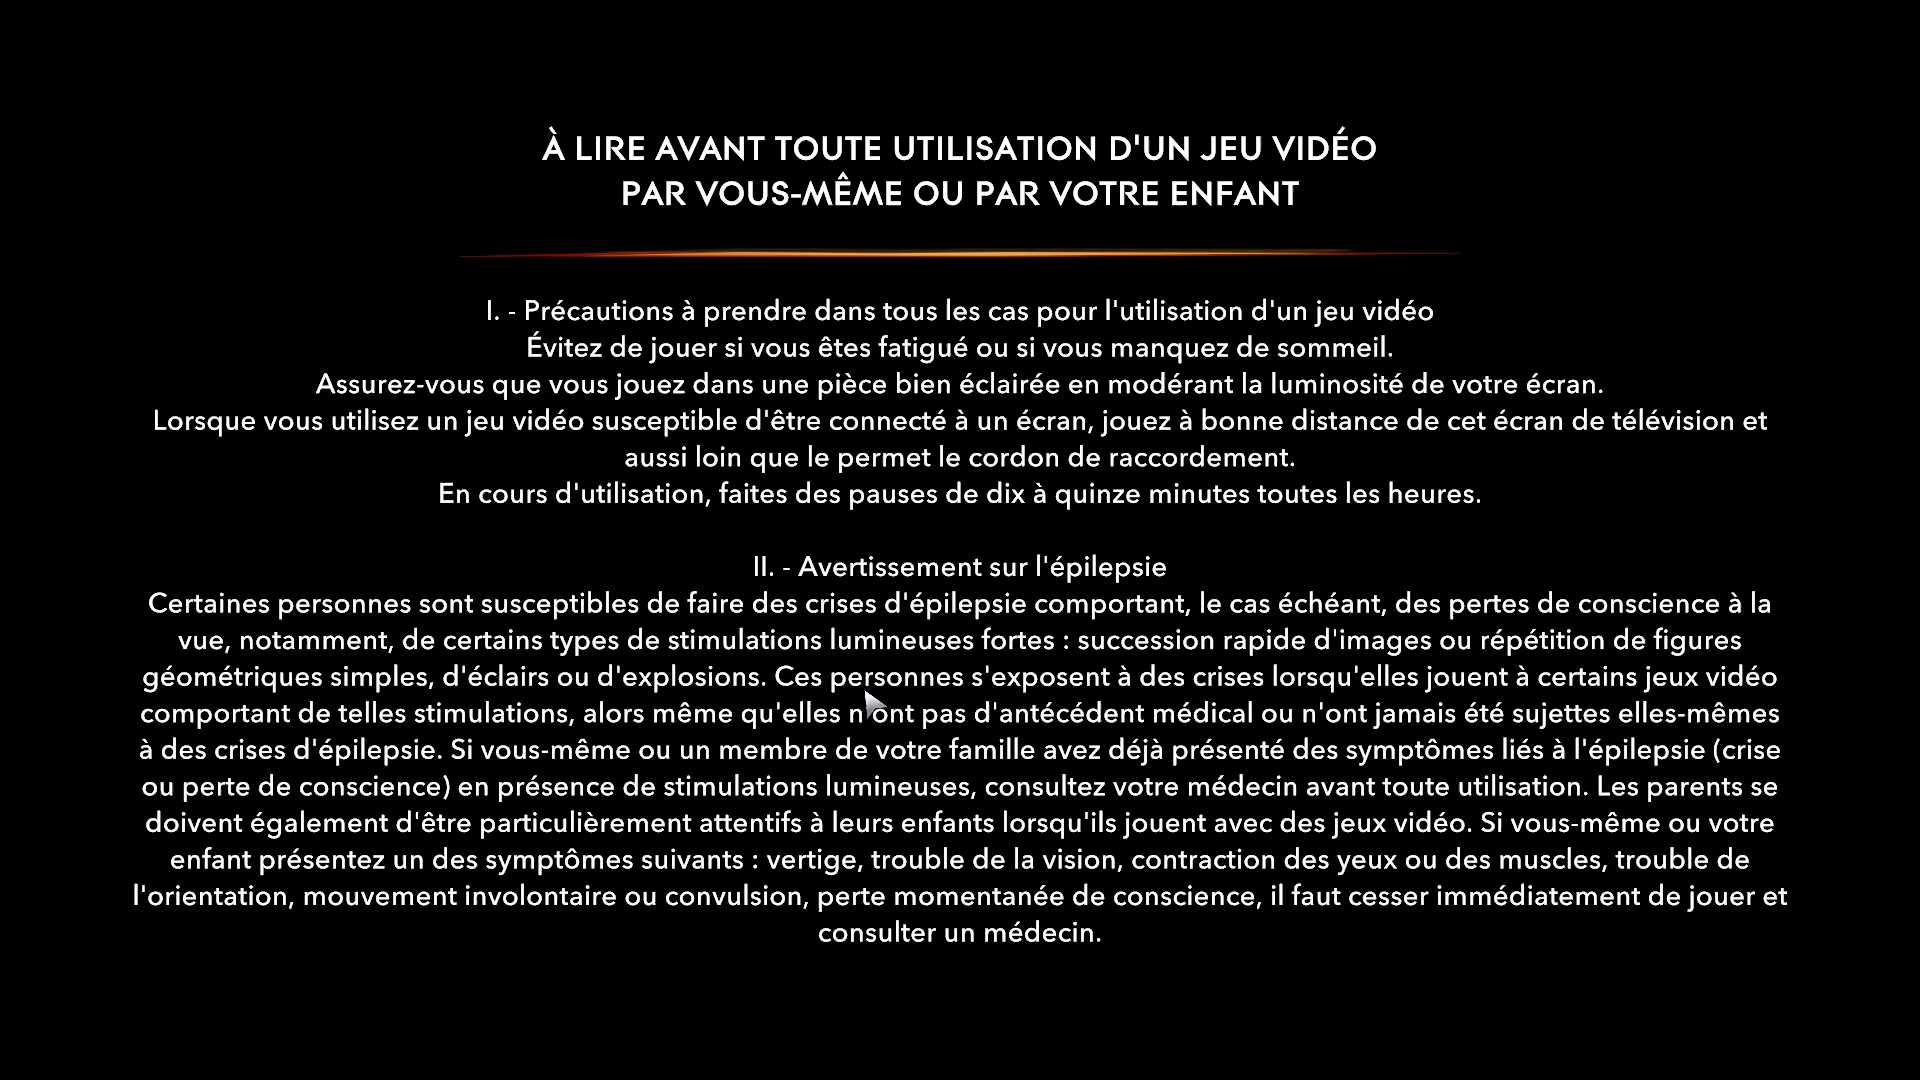 À LIRE AVANT TOUTE UTILISATION D'UN JEU VIDÉO
PAR VOUS-MÊME OU PAR VOTRE ENFANT
I. - Précautions à prendre dans tous les cas pour l'utilisation d'un jeu vidéo
Évitez de jouer si vous êtes fatigué ou si vous manquez de sommeil.
Assurez-vous que vous jouez dans une pièce bien éclairée en modérant la luminosité de votre écran.
Lorsque vous utilisez un jeu vidéo susceptible d'être connecté à un écran, jouez à bonne distance de cet écran de télévision et
aussi loin que le permet le cordon de raccordement.
En cours d'utilisation, faites des pauses de dix à quinze minutes toutes les heures.
II. - Avertissement sur l'épilepsie
Certaines personnes sont susceptibles de faire des crises d'épilepsie comportant, le cas échéant, des pertes de conscience à la
vue, notamment, de certains types de stimulations lumineuses fortes : succession rapide d'images ou répétition de figures
géométriques simples, d'éclairs ou d'explosions. Ces personnes s'exposent à des crises lorsqu'elles jouent à certains jeux vidéo
comportant de telles stimulations, alors même qu'elles n'ont pas d'antécédent médical ou n'ont jamais été sujettes elles-mêmes
à des crises d'épilepsie. Si vous-même ou un membre de votre famille avez déjà présenté des symptômes liés à l'épilepsie (crise
ou perte de conscience) en présence de stimulations lumineuses, consultez votre médecin avant toute utilisation. Les parents se
doivent également d'être particulièrement attentifs à leurs enfants lorsqu'ils jouent avec des jeux vidéo. Si vous-même ou votre
enfant présentez un des symptômes suivants : vertige, trouble de la vision, contraction des yeux ou des muscles, trouble de
l'orientation, mouvement involontaire ou convulsion, perte momentanée de conscience, il faut cesser immédiatement de jouer et
consulter un médecin.